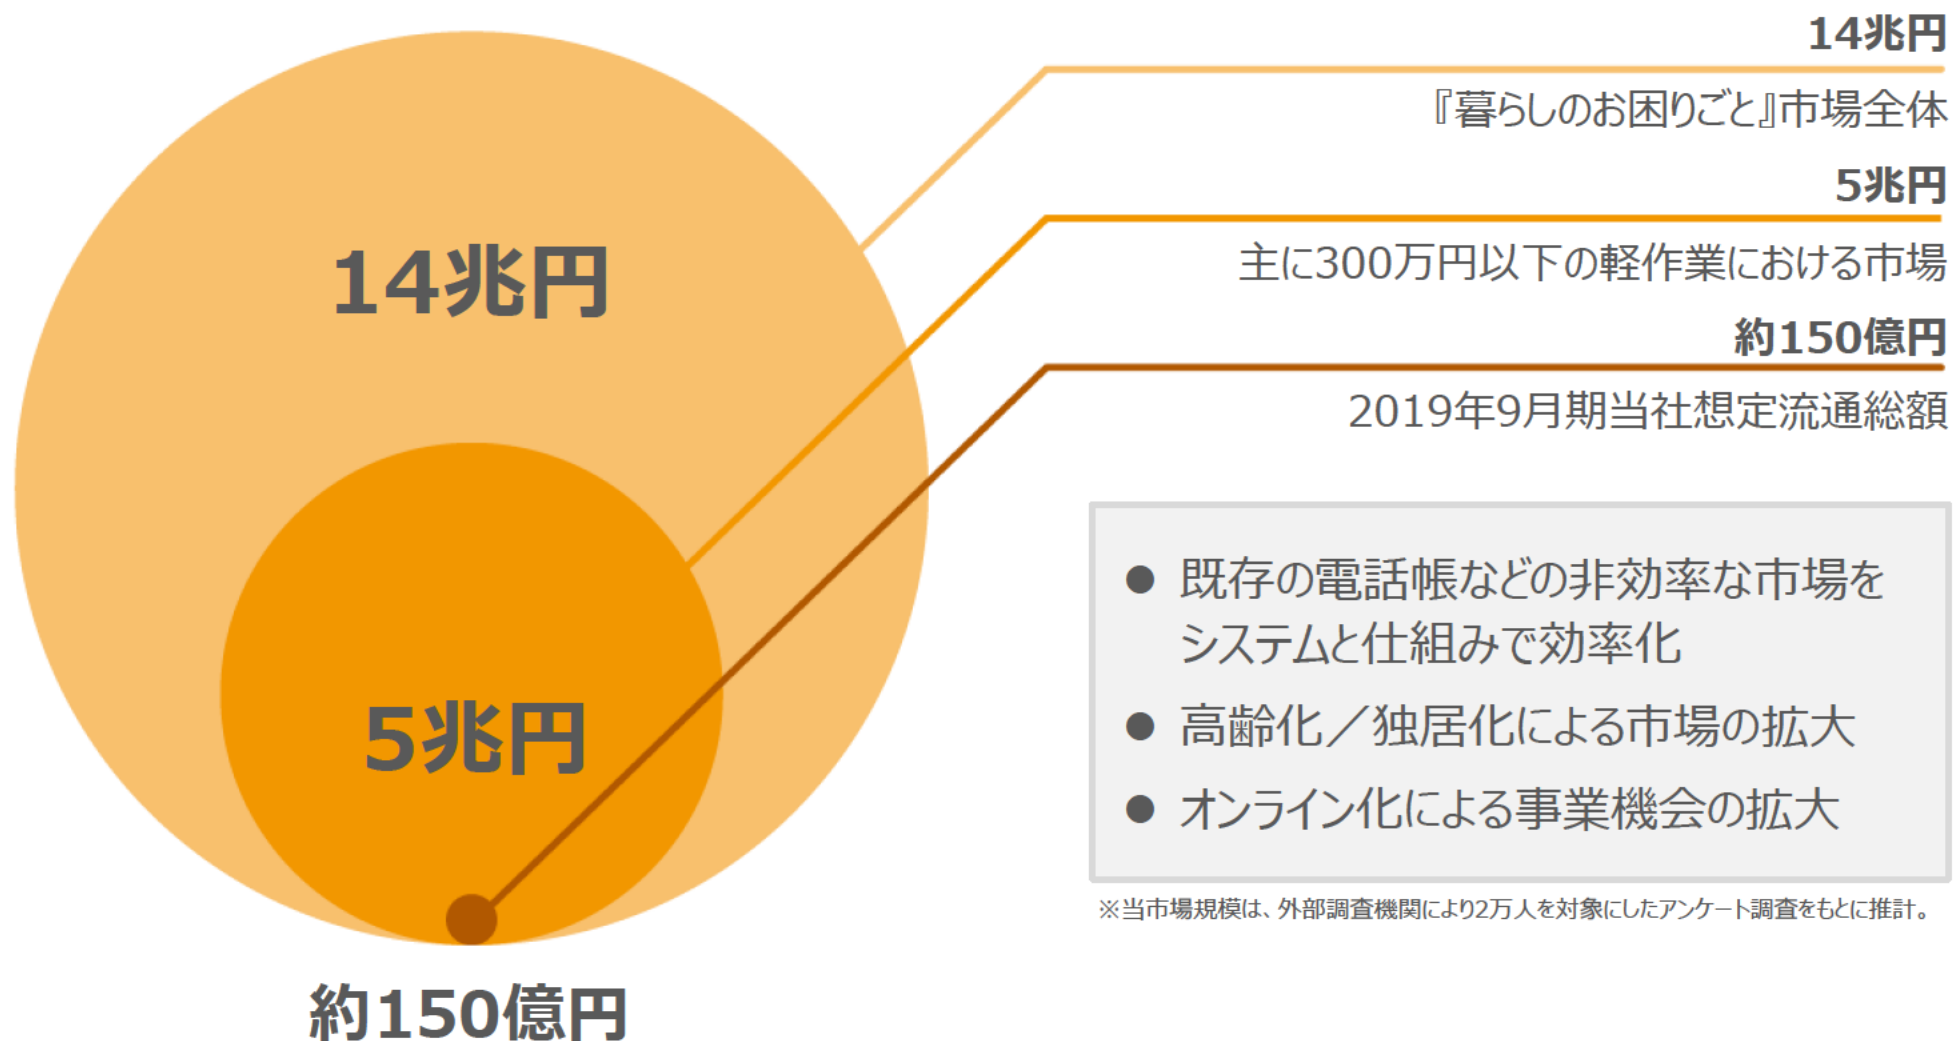 14兆円
『暮らしのお困りごと』市場全体
5兆円
主に300万円以下の軽作業における市場
約150億円
2019年9月期当社想定流通総額
14兆円
5兆円
約150億円
● 既存の電話帳などの非効率な市場を
システムと仕組みで効率化
● 高齢化／独居化による市場の拡大
● オンライン化による事業機会の拡大
※当市場規模は、外部調査機関により2万人を対象にしたアンケート調査をもとに推計。